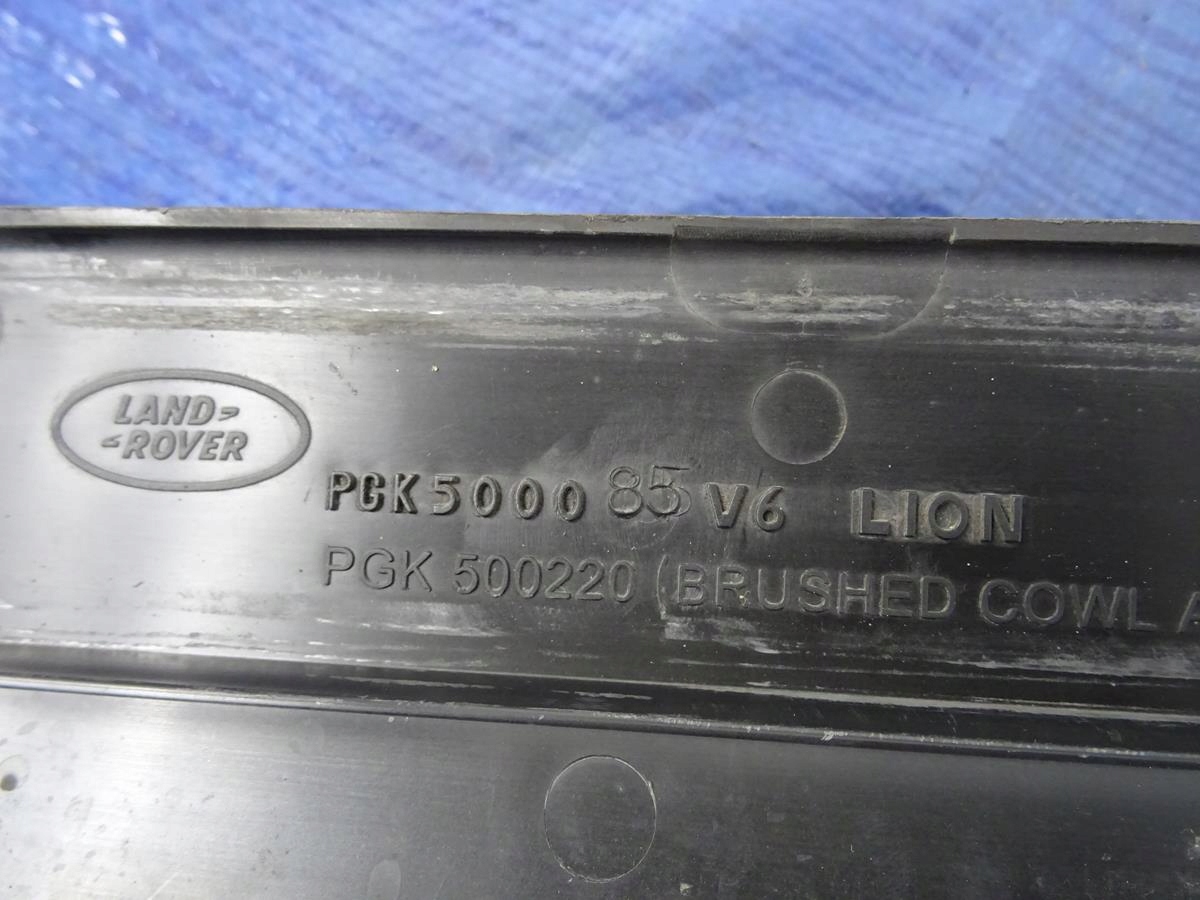 LAND
ROVER
PGK500085 V6 LION
PGK 500220 (BRUSHED COWL A